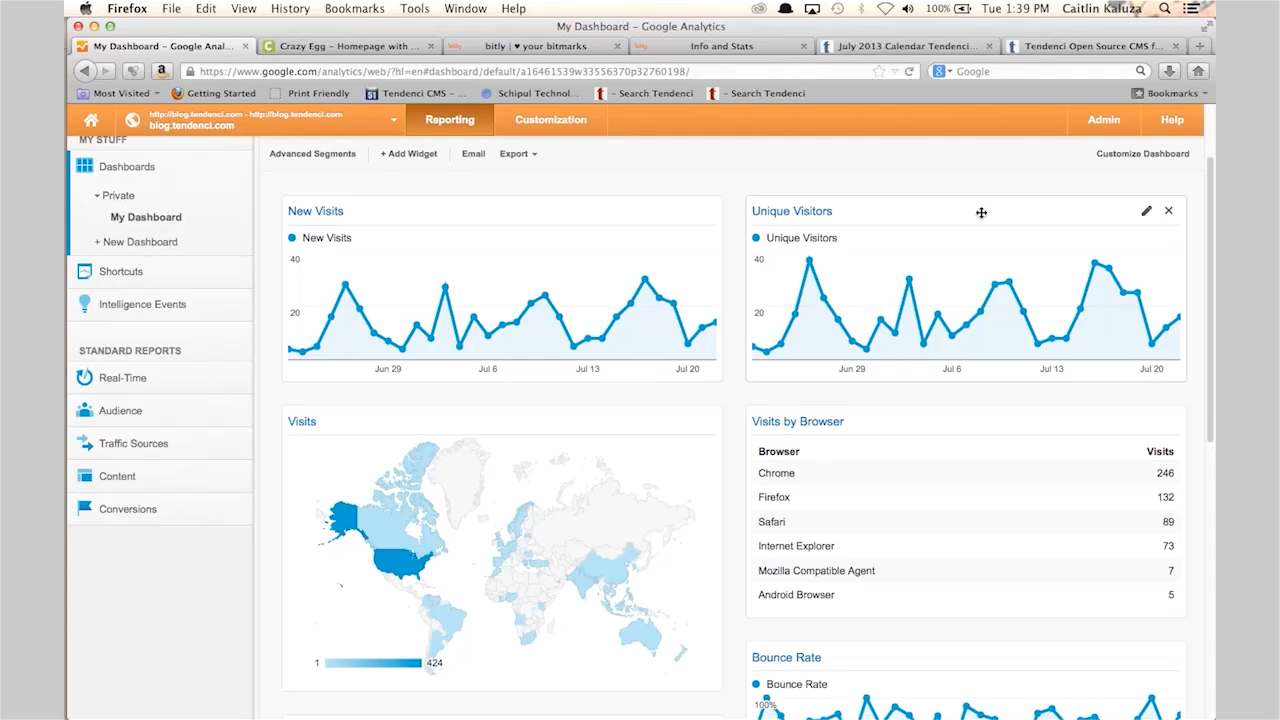 Firefox File Edit View History Bookmarks Tools Window Help 100% Tue 1:39 PM Caitlin Kaluza
My Dashboard - Google Analytics
My Dashboard - Google Anal... Crazy Egg - Homepage with ... bitly | ♥ your bitmarks Info and Stats July 2013 Calendar Tendenci... Tendenci Open Source CMS f...
https://www.google.com/analytics/web/?hl=en#dashboard/default/a16461539w33556370p32760198/ Google
Most Visited Getting Started Print Friendly Tendenci CMS - ... Schipul Technol... - Search Tendenci - Search Tendenci Bookmarks
http://blog.tendenci.com - http://blog.tendenci.com
blog.tendenci.com
Reporting Customization Admin Help
MY STUFF
Dashboards
Private
My Dashboard
+ New Dashboard
Shortcuts
Intelligence Events
STANDARD REPORTS
Real-Time
Audience
Traffic Sources
Content
Conversions
Advanced Segments + Add Widget Email Export Customize Dashboard
New Visits
New Visits
40
20
Jun 29 Jul 6 Jul 13 Jul 20
Unique Visitors
Unique Visitors
40
20
Jun 29 Jul 6 Jul 13 Jul 20
Visits
1 424
Visits by Browser
Browser Visits
Chrome 246
Firefox 132
Safari 89
Internet Explorer 73
Mozilla Compatible Agent 7
Android Browser 5
Bounce Rate
Bounce Rate
100%